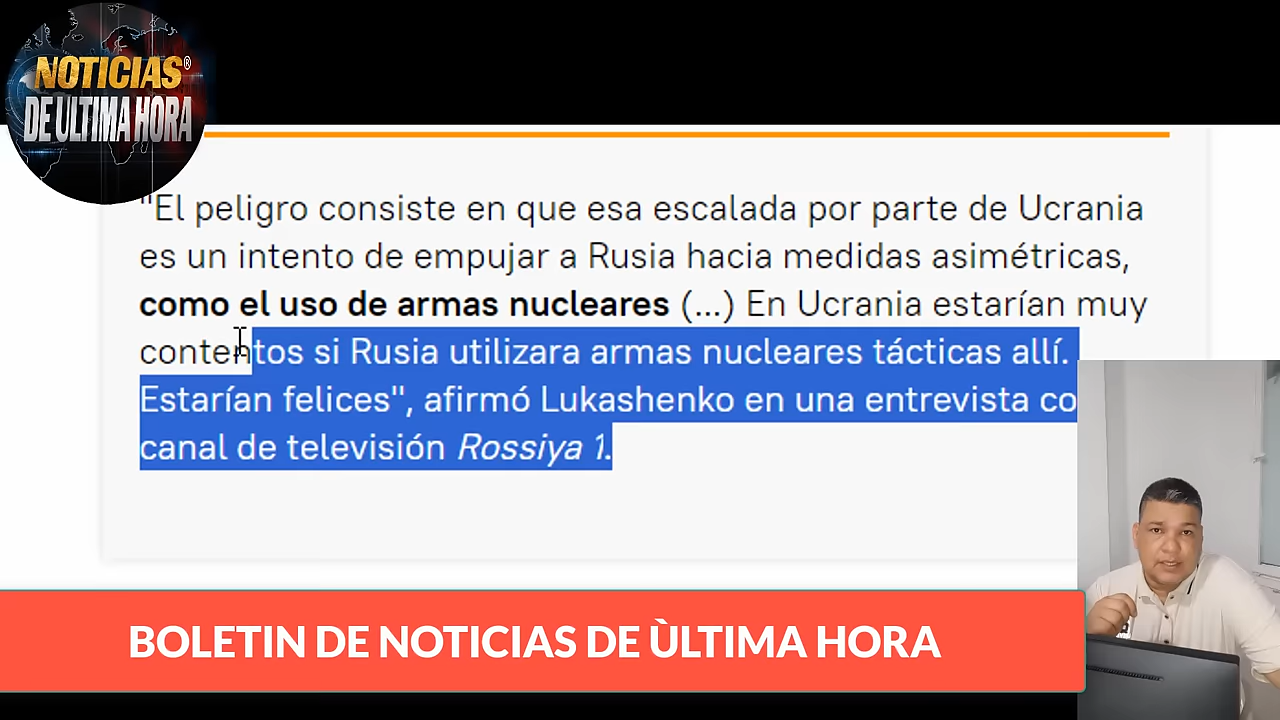 NOTICIAS®
DE ULTIMA HORA
"El peligro consiste en que esa escalada por parte de Ucrania
es un intento de empujar a Rusia hacia medidas asimétricas,
como el uso de armas nucleares (...) En Ucrania estarían muy
contentos si Rusia utilizara armas nucleares tácticas allí.
Estarían felices", afirmó Lukashenko en una entrevista co
canal de televisión Rossiya 1.
BOLETIN DE NOTICIAS DE ÙLTIMA HORA